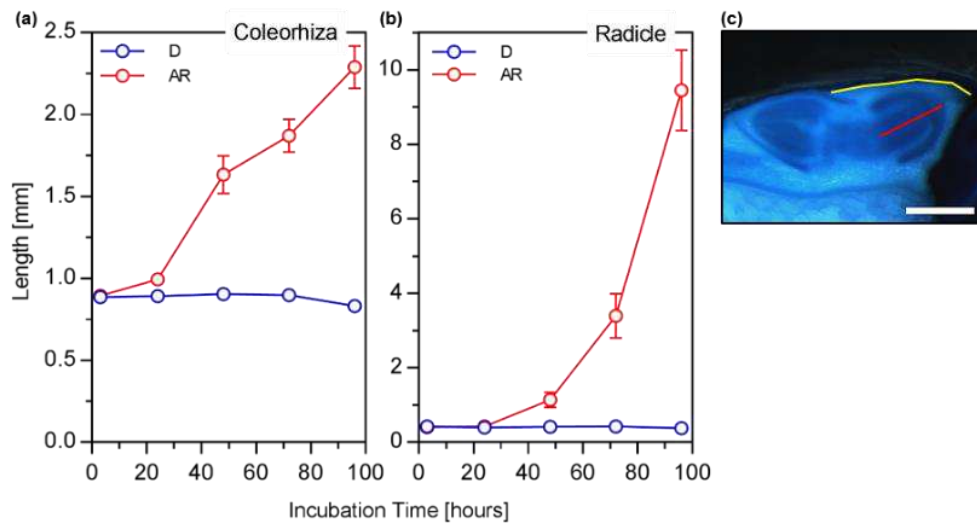 (a)
Coleorhiza
D
AR
Length [mm]
2.5
2.0
1.5
1.0
0.5
0.0
0 20 40 60 80 100
(b)
Radicle
D
AR
10
8
6
4
2
0
0 20 40 60 80 100
Incubation Time [hours]
(c)